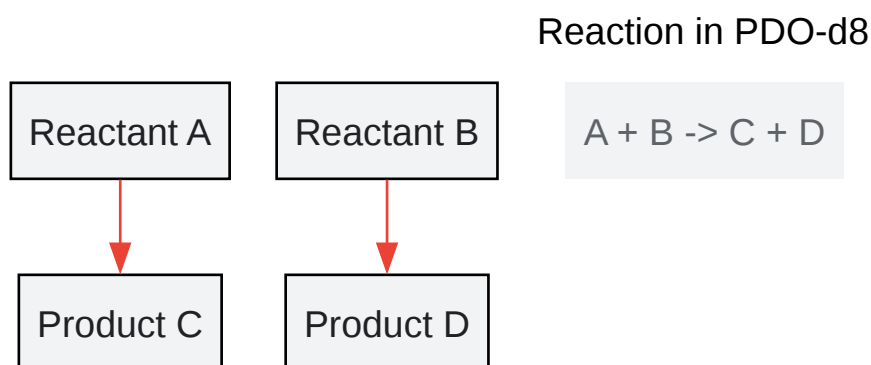 Reaction in PDO-d8
Reactant A
Reactant B
A + B -> C + D
Product C
Product D